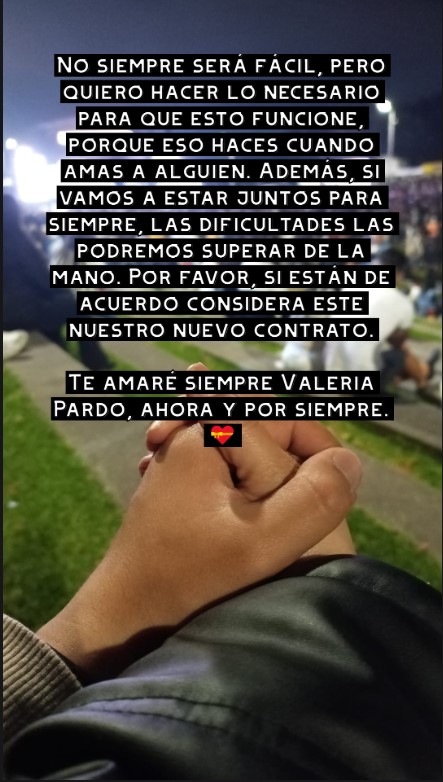 No siempre será fácil, pero
quiero hacer lo necesario
para que esto funcione,
porque eso haces cuando
amas a alguien. Además, si
vamos a estar juntos para
siempre, las dificultades las
podremos superar de la
mano. Por favor, si están de
acuerdo considera este
nuestro nuevo contrato.
Te amaré siempre Valeria
Pardo, ahora y por siempre.
💝